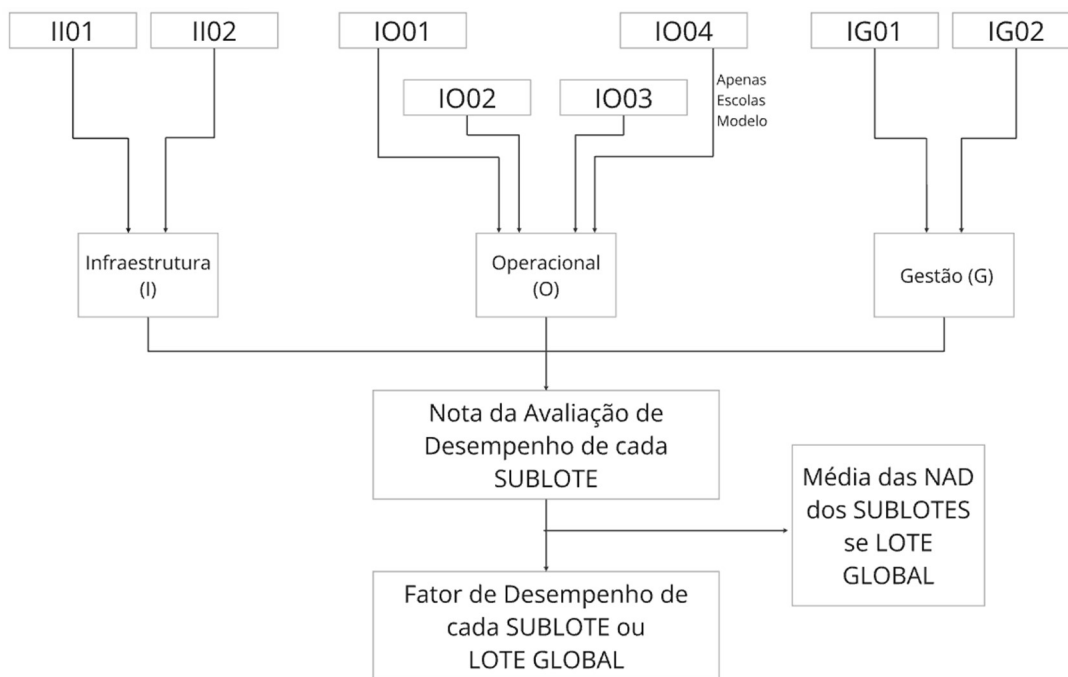 II01
II02
IO01
IO04
IG01
IG02
IO02
IO03
Apenas
Escolas
Modelo
Infraestrutura
(I)
Operacional
(O)
Gestão (G)
Nota da Avaliação de
Desempenho de cada
SUBLOTE
Média das NAD
dos SUBLOTES
se LOTE
GLOBAL
Fator de Desempenho de
cada SUBLOTE ou
LOTE GLOBAL